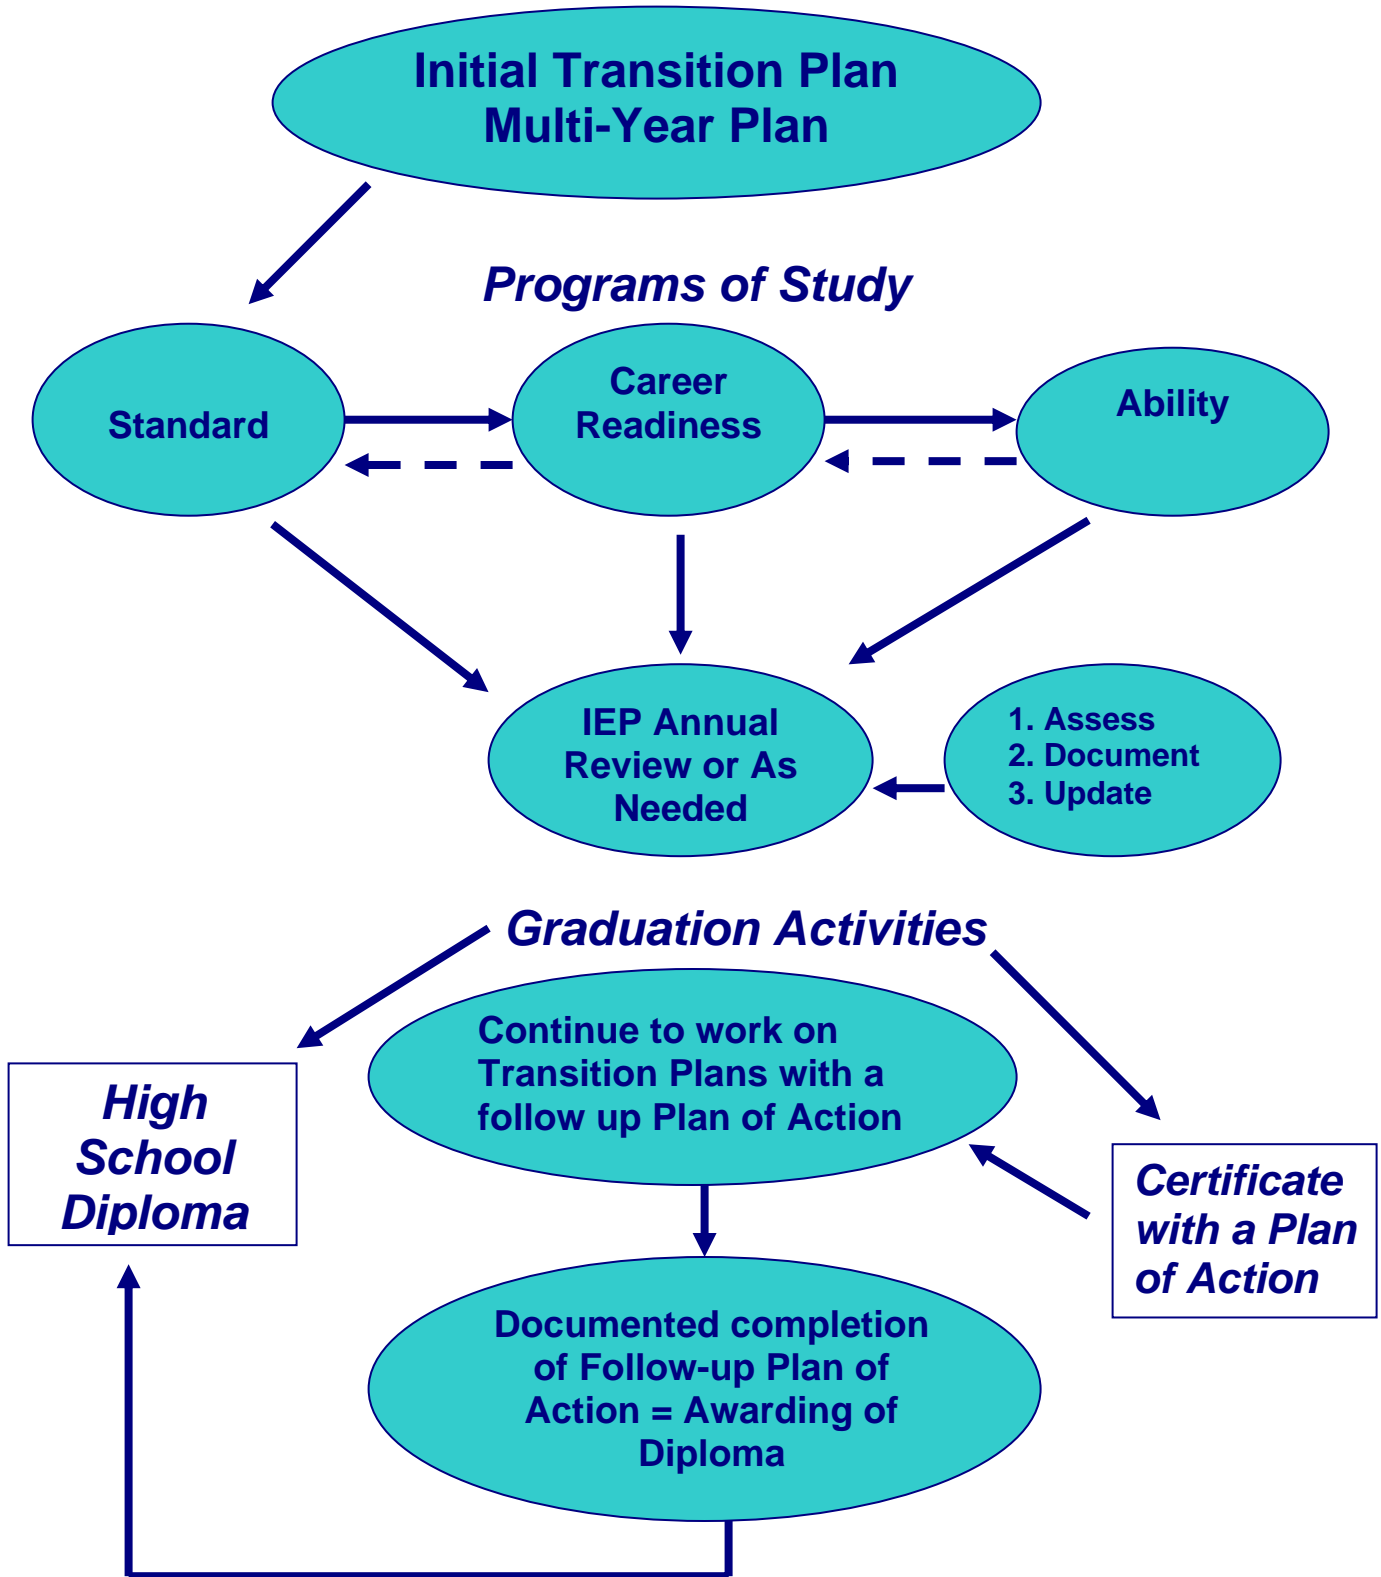 Initial Transition Plan
Multi-Year Plan
Programs of Study
Standard
Career
Readiness
Ability
IEP Annual
Review or As
Needed
1. Assess
2. Document
3. Update
Graduation Activities
Continue to work on
Transition Plans with a
follow up Plan of Action
High
School
Diploma
Certificate
with a Plan
of Action
Documented completion
of Follow-up Plan of
Action = Awarding of
Diploma